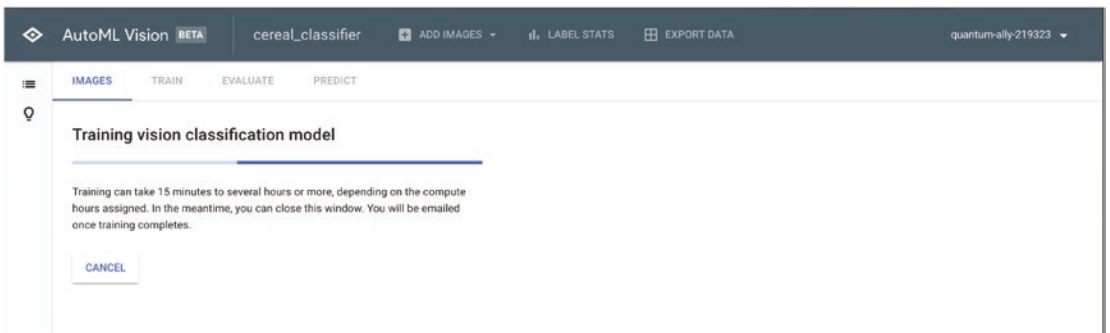 AutoML Vision BETA cereal_classifier ADD IMAGES LABEL STATS EXPORT DATA quantum-ally-219323
IMAGES TRAIN EVALUATE PREDICT
Training vision classification model
Training can take 15 minutes to several hours or more, depending on the compute
hours assigned. In the meantime, you can close this window. You will be emailed
once training completes.
CANCEL